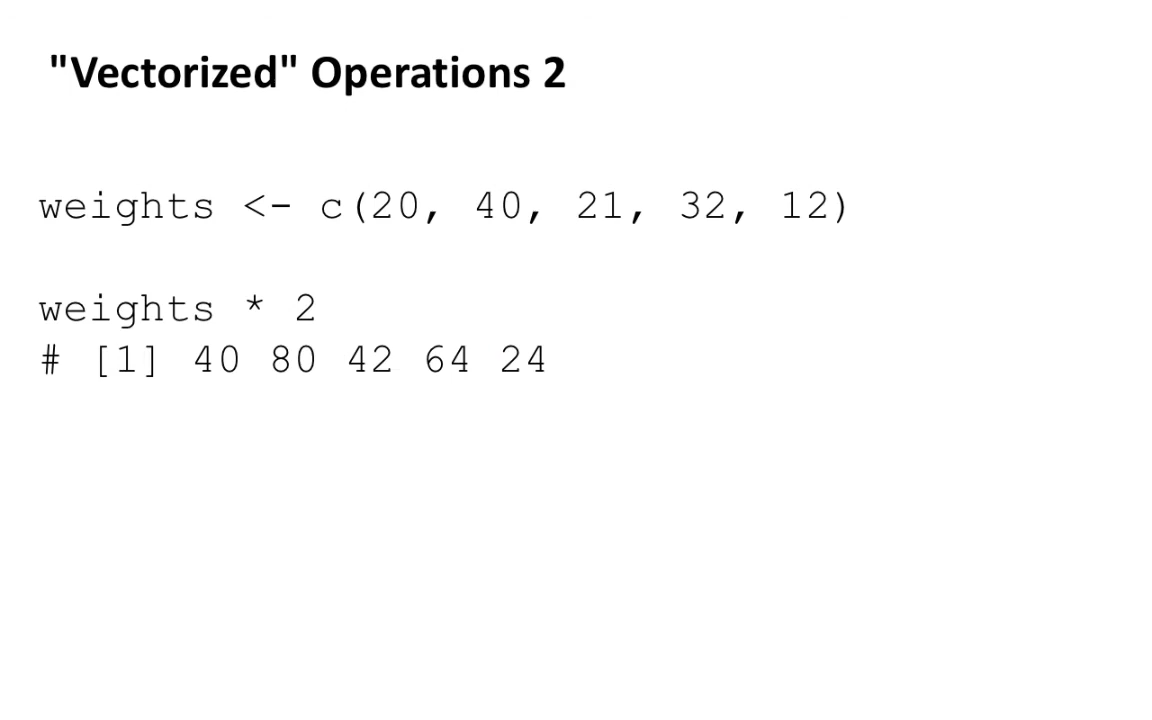 "Vectorized" Operations 2
weights <- c(20, 40, 21, 32, 12)
weights * 2
# [1] 40 80 42 64 24